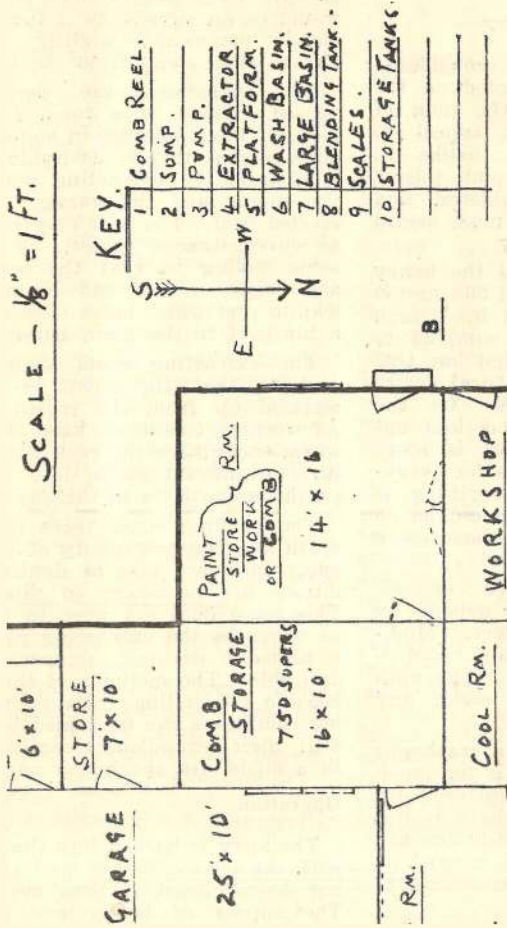 SCALE – 1/8 = 1 FT.
KEY.
1 COMB REEL.
2 SUMP.
3 PUMP.
4 EXTRACTOR
5 PLATFORM.
6 WASH BASIN.
7 LARGE BASIN.
8 BLENDING TANK.
9 SCALES.
10 STORAGE TANKS.
S
E W
N
6'×10'
STORE
7'×10
GARAGE
25'×10'
COMB
STORAGE
750 SUPERS
16'×10'
PAINT
STORE
WORK
OR COMB
RM.
14'×16'
B
RM.
COOL RM.
WORKSHOP